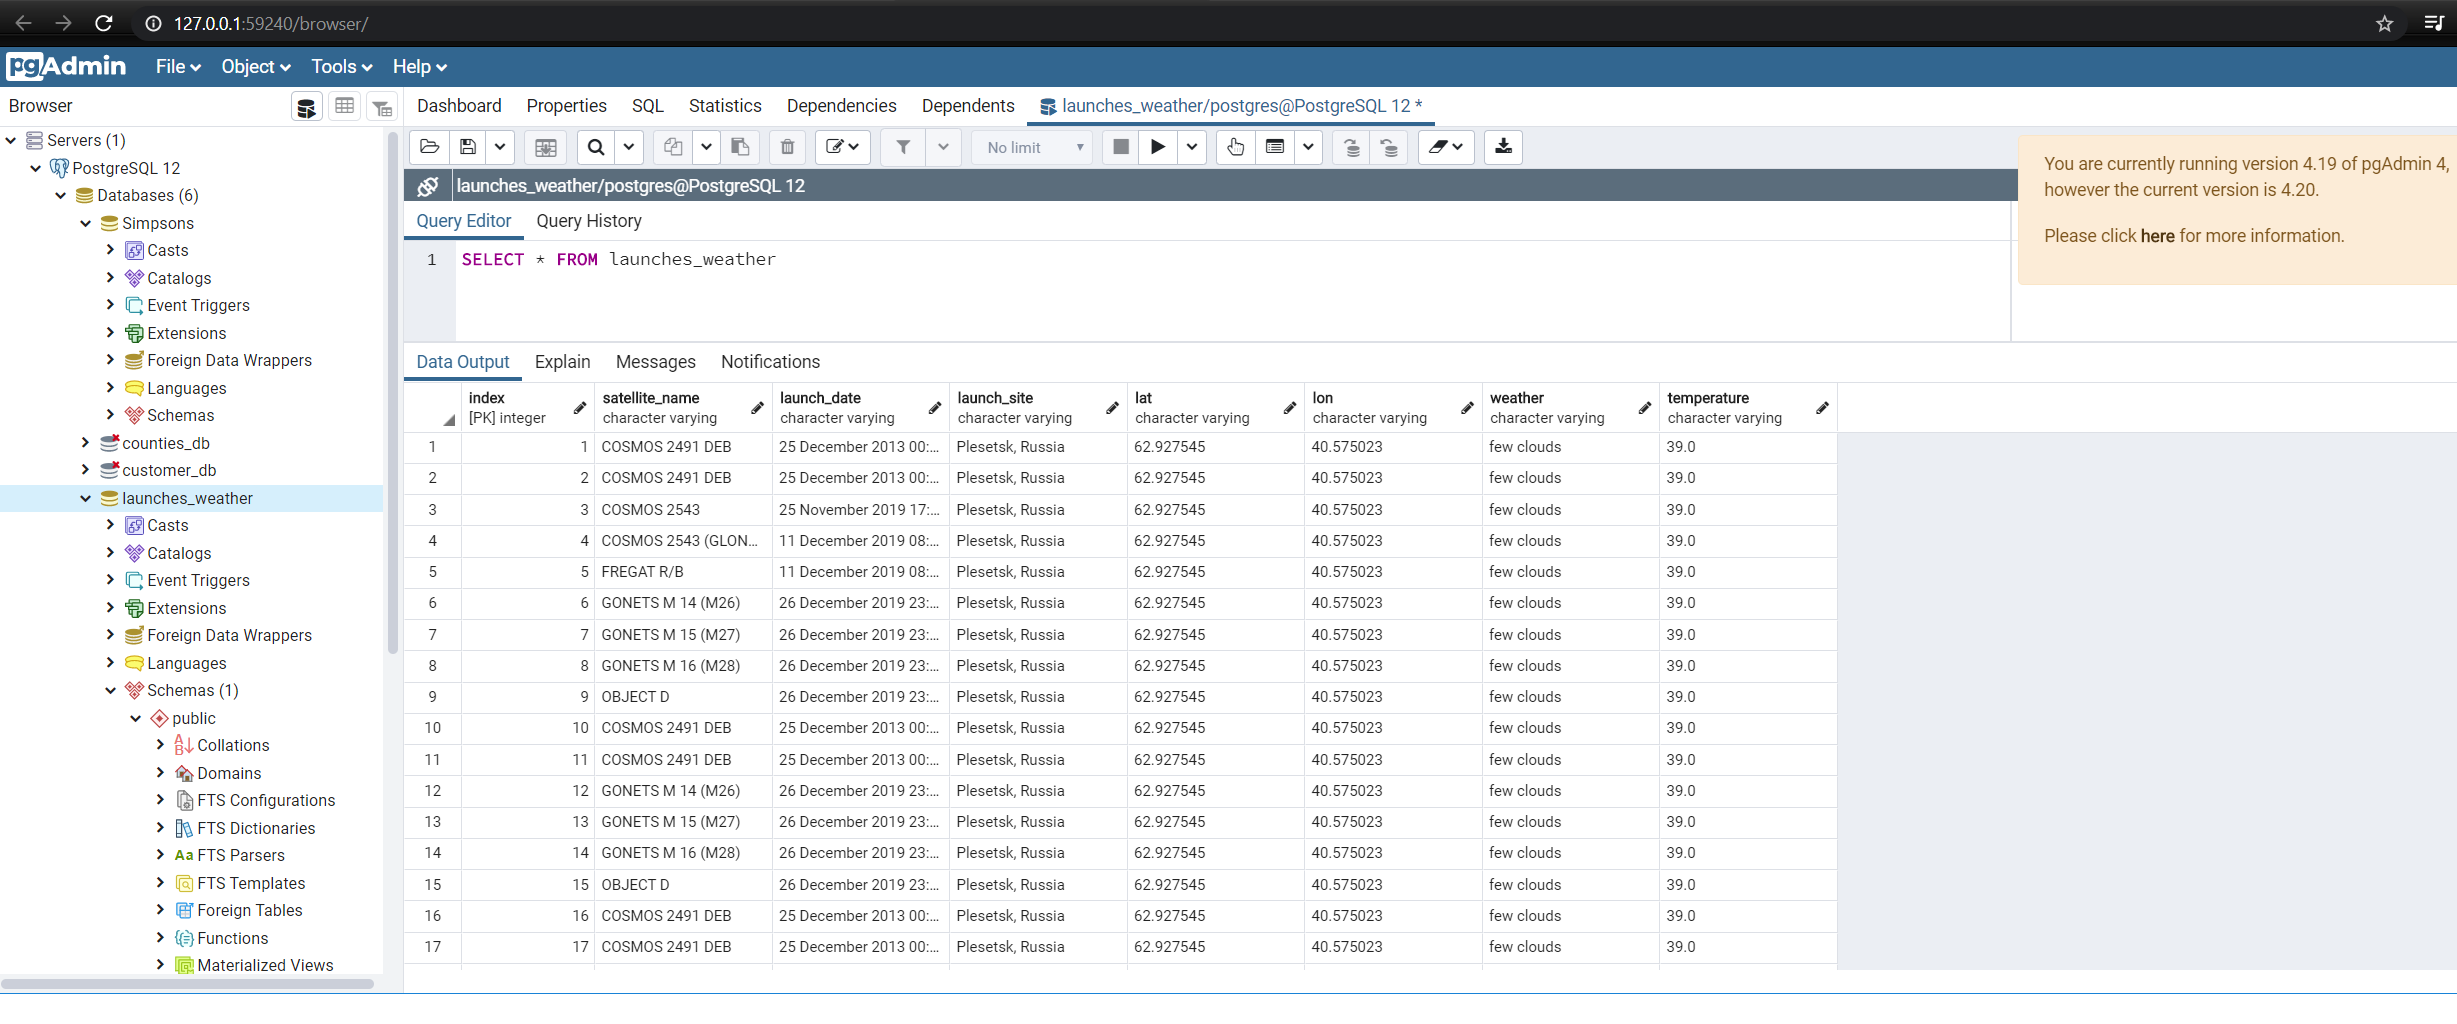 127.0.0.1:59240/browser/
pgAdmin File Object Tools Help
Browser
Dashboard Properties SQL Statistics Dependencies Dependents launches_weather/postgres@PostgreSQL 12 *
Servers (1)
PostgreSQL 12
Databases (6)
Simpsons
Casts
Catalogs
Event Triggers
Extensions
Foreign Data Wrappers
Languages
Schemas
counties_db
customer_db
launches_weather
Casts
Catalogs
Event Triggers
Extensions
Foreign Data Wrappers
Languages
Schemas (1)
public
Collations
Domains
FTS Configurations
FTS Dictionaries
Aa FTS Parsers
FTS Templates
Foreign Tables
Functions
Materialized Views
No limit
launches_weather/postgres@PostgreSQL 12
You are currently running version 4.19 of pgAdmin 4,
however the current version is 4.20.
Please click here for more information.
Query Editor Query History
1 SELECT * FROM launches_weather
Data Output Explain Messages Notifications
index satellite_name launch_date launch_site lat lon weather temperature
[PK] integer character varying character varying character varying character varying character varying character varying character varying
1 1 COSMOS 2491 DEB 25 December 2013 00:... Plesetsk, Russia 62.927545 40.575023 few clouds 39.0
2 2 COSMOS 2491 DEB 25 December 2013 00:... Plesetsk, Russia 62.927545 40.575023 few clouds 39.0
3 3 COSMOS 2543 25 November 2019 17:... Plesetsk, Russia 62.927545 40.575023 few clouds 39.0
4 4 COSMOS 2543 (GLON... 11 December 2019 08:... Plesetsk, Russia 62.927545 40.575023 few clouds 39.0
5 5 FREGAT R/B 11 December 2019 08:... Plesetsk, Russia 62.927545 40.575023 few clouds 39.0
6 6 GONETS M 14 (M26) 26 December 2019 23:... Plesetsk, Russia 62.927545 40.575023 few clouds 39.0
7 7 GONETS M 15 (M27) 26 December 2019 23:... Plesetsk, Russia 62.927545 40.575023 few clouds 39.0
8 8 GONETS M 16 (M28) 26 December 2019 23:... Plesetsk, Russia 62.927545 40.575023 few clouds 39.0
9 9 OBJECT D 26 December 2019 23:... Plesetsk, Russia 62.927545 40.575023 few clouds 39.0
10 10 COSMOS 2491 DEB 25 December 2013 00:... Plesetsk, Russia 62.927545 40.575023 few clouds 39.0
11 11 COSMOS 2491 DEB 25 December 2013 00:... Plesetsk, Russia 62.927545 40.575023 few clouds 39.0
12 12 GONETS M 14 (M26) 26 December 2019 23:... Plesetsk, Russia 62.927545 40.575023 few clouds 39.0
13 13 GONETS M 15 (M27) 26 December 2019 23:... Plesetsk, Russia 62.927545 40.575023 few clouds 39.0
14 14 GONETS M 16 (M28) 26 December 2019 23:... Plesetsk, Russia 62.927545 40.575023 few clouds 39.0
15 15 OBJECT D 26 December 2019 23:... Plesetsk, Russia 62.927545 40.575023 few clouds 39.0
16 16 COSMOS 2491 DEB 25 December 2013 00:... Plesetsk, Russia 62.927545 40.575023 few clouds 39.0
17 17 COSMOS 2491 DEB 25 December 2013 00:... Plesetsk, Russia 62.927545 40.575023 few clouds 39.0